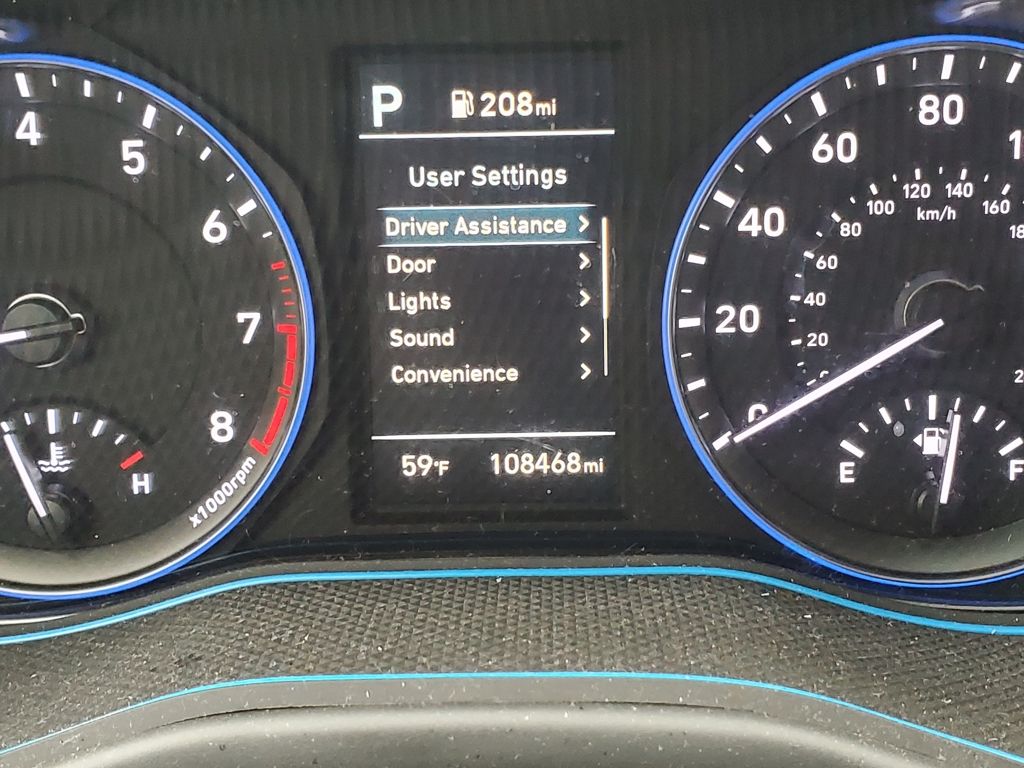 P 208mi
User Settings
Driver Assistance >
Door >
Lights >
Sound >
Convenience >
59°F 108468mi
4
5
6
7
8
x1000rpm
H
20
40
60
80
20
40
60
80
100
120
140
160
km/h
E
F